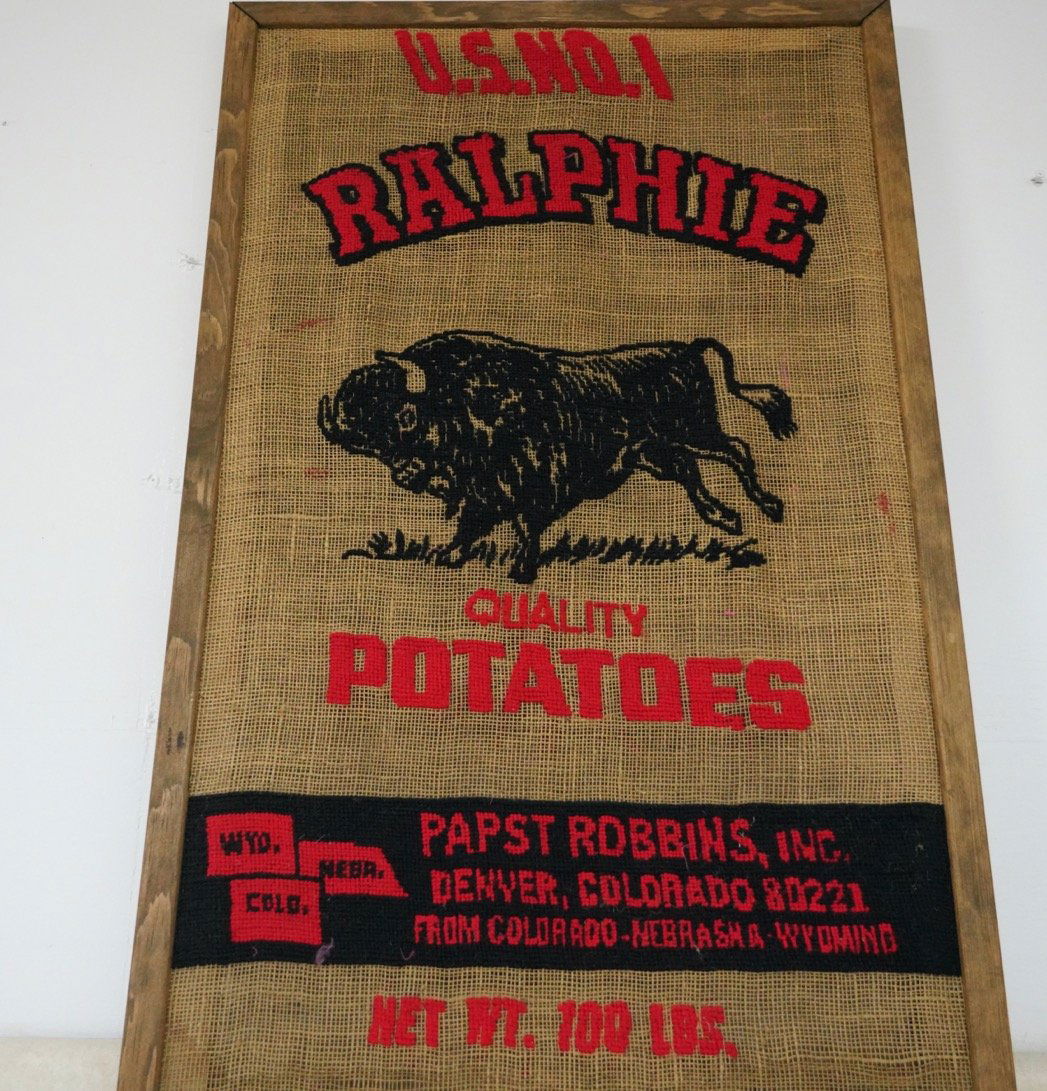 U.S.NO.1
RALPHIE
QUALITY
POTATOES
WYO.
NEBR.
COLO.
PAPST ROBBINS, INC.
DENVER, COLORADO 80221
FROM COLORADO-NEBRASKA-WYOMING
NET WT. 100 LBS.